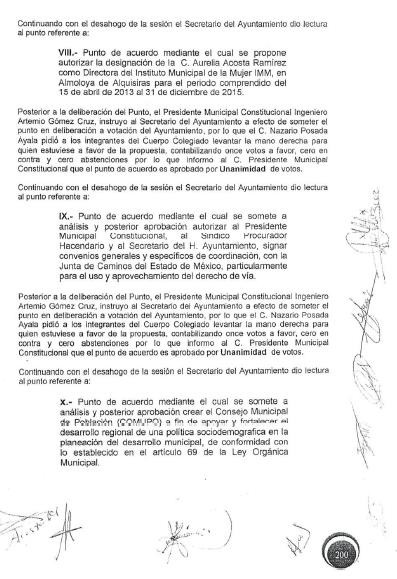 Continuando con el desahogo de la sesión el Secretario del Ayuntamiento dio lectura
al punto referente a:
VIII.- Punto de acuerdo mediante el cual se propone
autorizar la designación de la C. Aurelia Acosta Ramírez
como Directora del Instituto Municipal de la Mujer IMM, en
Almoloya de Alquisiras para el periodo comprendido del
15 de abril de 2013 al 31 de diciembre de 2015.
Posterior a la deliberación del Punto, el Presidente Municipal Constitucional Ingeniero
Artemio Gómez Cruz, instruyo al Secretario del Ayuntamiento a efecto de someter el
punto en deliberación a votación del Ayuntamiento, por lo que el C. Nazario Posada
Ayala pidió a los integrantes del Cuerpo Colegiado levantar la mano derecha para
quien estuviese a favor de la propuesta, contabilizando once votos a favor, cero en
contra y cero abstenciones por lo que informo al C. Presidente Municipal
Constitucional que el punto de acuerdo es aprobado por Unanimidad de votos.
Continuando con el desahogo de la sesión el Secretario del Ayuntamiento dio lectura
al punto referente a:
IX.- Punto de acuerdo mediante el cual se somete a
análisis y posterior aprobación autorizar al Presidente
Municipal Constitucional, al Síndico Procurador
Hacendario y el Secretario del H. Ayuntamiento, signar
convenios generales y específicos de coordinación, con la
Junta de Caminos del Estado de México, particularmente
para el uso y aprovechamiento del derecho de vía.
Posterior a la deliberación del Punto, el Presidente Municipal Constitucional Ingeniero
Artemio Gómez Cruz, instruyo al Secretario del Ayuntamiento a efecto de someter el
punto en deliberación a votación del Ayuntamiento, por lo que el C. Nazario Posada
Ayala pidió a los integrantes del Cuerpo Colegiado levantar la mano derecha para
quien estuviese a favor de la propuesta, contabilizando once votos a favor, cero en
contra y cero abstenciones por lo que informo al C. Presidente Municipal
Constitucional que el punto de acuerdo es aprobado por Unanimidad de votos.
Continuando con el desahogo de la sesión el Secretario del Ayuntamiento dio lectura
al punto referente a:
X.- Punto de acuerdo mediante el cual se somete a
análisis y posterior aprobación crear el Consejo Municipal
de Población (COMUPO) a fin de apoyar y fortalecer el
desarrollo regional de una política sociodemografica en la
planeación del desarrollo municipal, de conformidad con
lo establecido en el artículo 69 de la Ley Orgánica
Municipal.
200